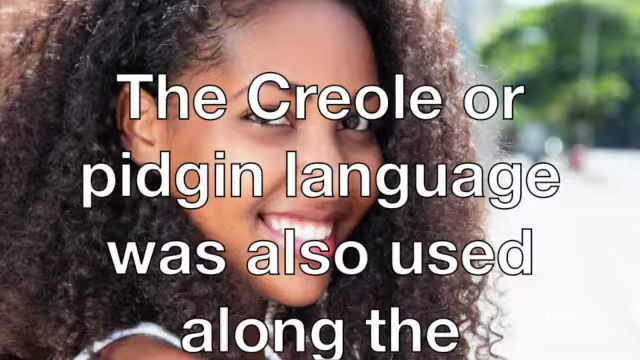 The Creole or
pidgin language
was also used
along the